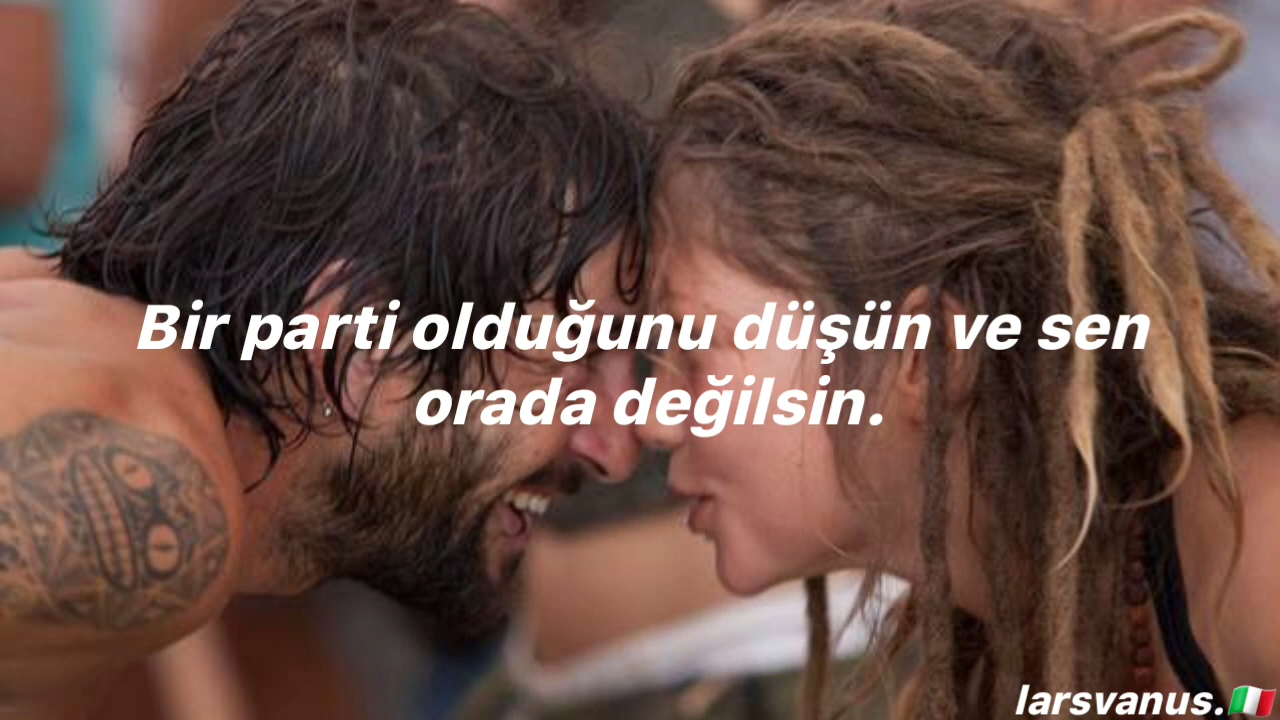 Bir parti olduğunu düşün ve sen
orada değilsin.
larsvanus.🇮🇹